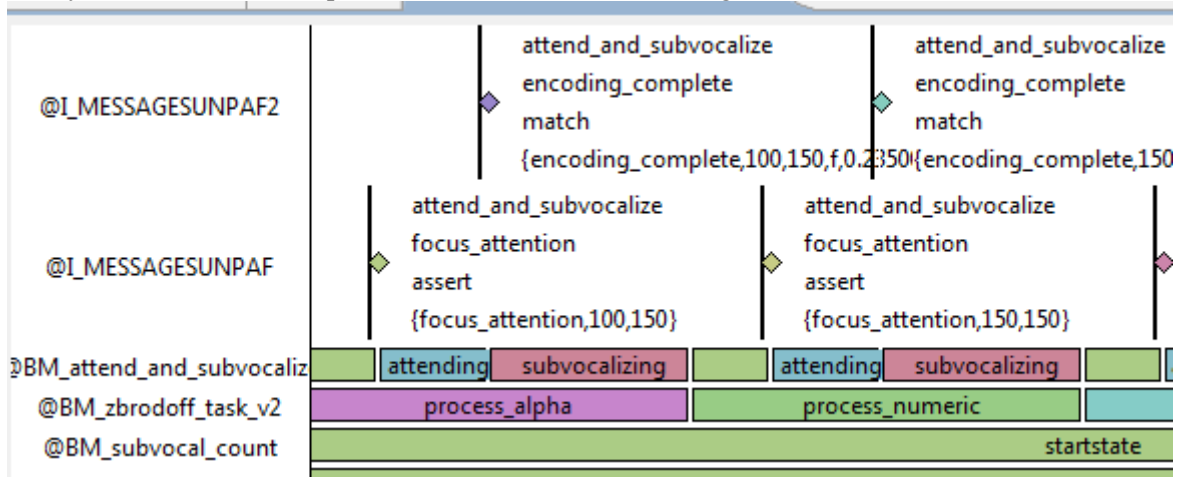 attend_and_subvocalize
encoding_complete
match
{encoding_complete,100,150,f,0.2350
attend_and_subvocalize
encoding_complete
match
{encoding_complete,150
@I_MESSAGESUNPAF2
attend_and_subvocalize
focus_attention
assert
{focus_attention,100,150}
attend_and_subvocalize
focus_attention
assert
{focus_attention,150,150}
@I_MESSAGESUNPAF
@BM_attend_and_subvocaliz
attending subvocalizing attending subvocalizing
@BM_zbrodoff_task_v2
process_alpha process_numeric
@BM_subvocal_count
startstate